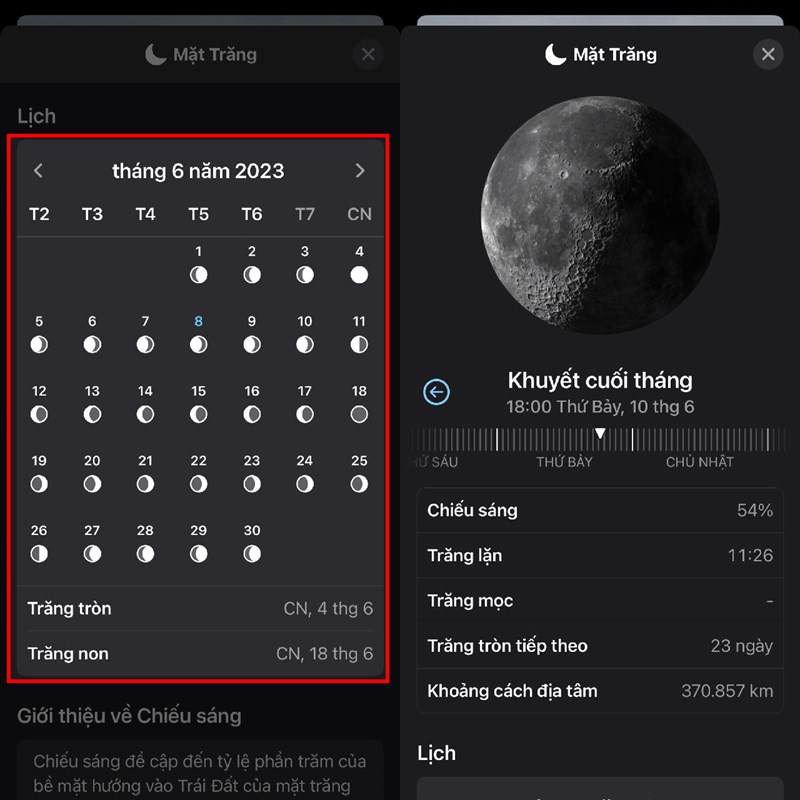 Mặt Trăng
Lịch
tháng 6 năm 2023
T2 T3 T4 T5 T6 T7 CN
1 2 3 4
5 6 7 8 9 10 11
12 13 14 15 16 17 18
19 20 21 22 23 24 25
26 27 28 29 30
Trăng tròn CN, 4 thg 6
Trăng non CN, 18 thg 6
Giới thiệu về Chiếu sáng
Chiếu sáng đề cập đến tỷ lệ phần trăm của
bề mặt hướng vào Trái Đất của mặt trăng
Mặt Trăng
Khuyết cuối tháng
18:00 Thứ Bảy, 10 thg 6
SÁU THỨ BẢY CHỦ NHẬT
Chiếu sáng 54%
Trăng lặn 11:26
Trăng mọc -
Trăng tròn tiếp theo 23 ngày
Khoảng cách địa tâm 370.857 km
Lịch